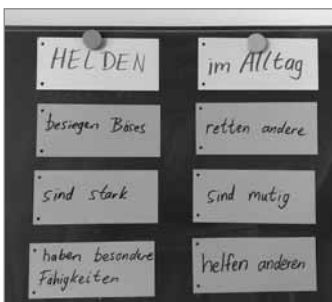 HELDEN
im Alltag
besiegen Böses
retten andere
sind stark
sind mutig
haben besondere
Fähigkeiten
helfen anderen